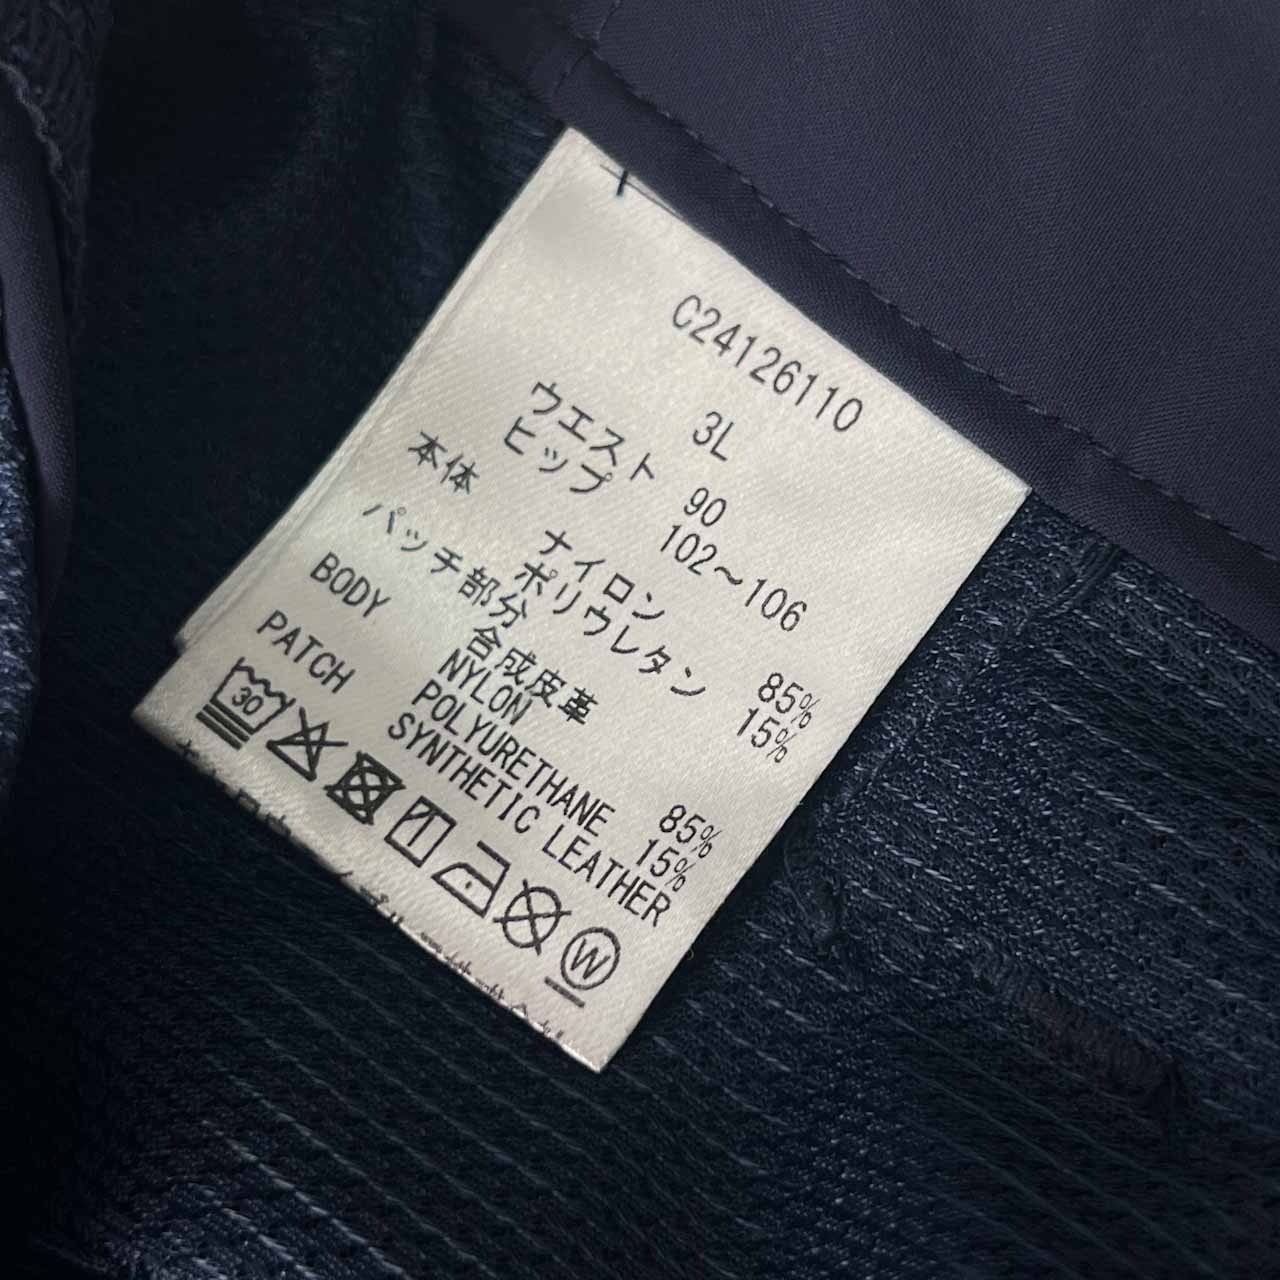 C24126110
3L
ウエスト 90
ヒップ 102～106
本体 ナイロン 85%
ポリウレタン 15%
パッチ部分 合成皮革
BODY NYLON 85%
POLYURETHANE 15%
PATCH SYNTHETIC LEATHER
30 W